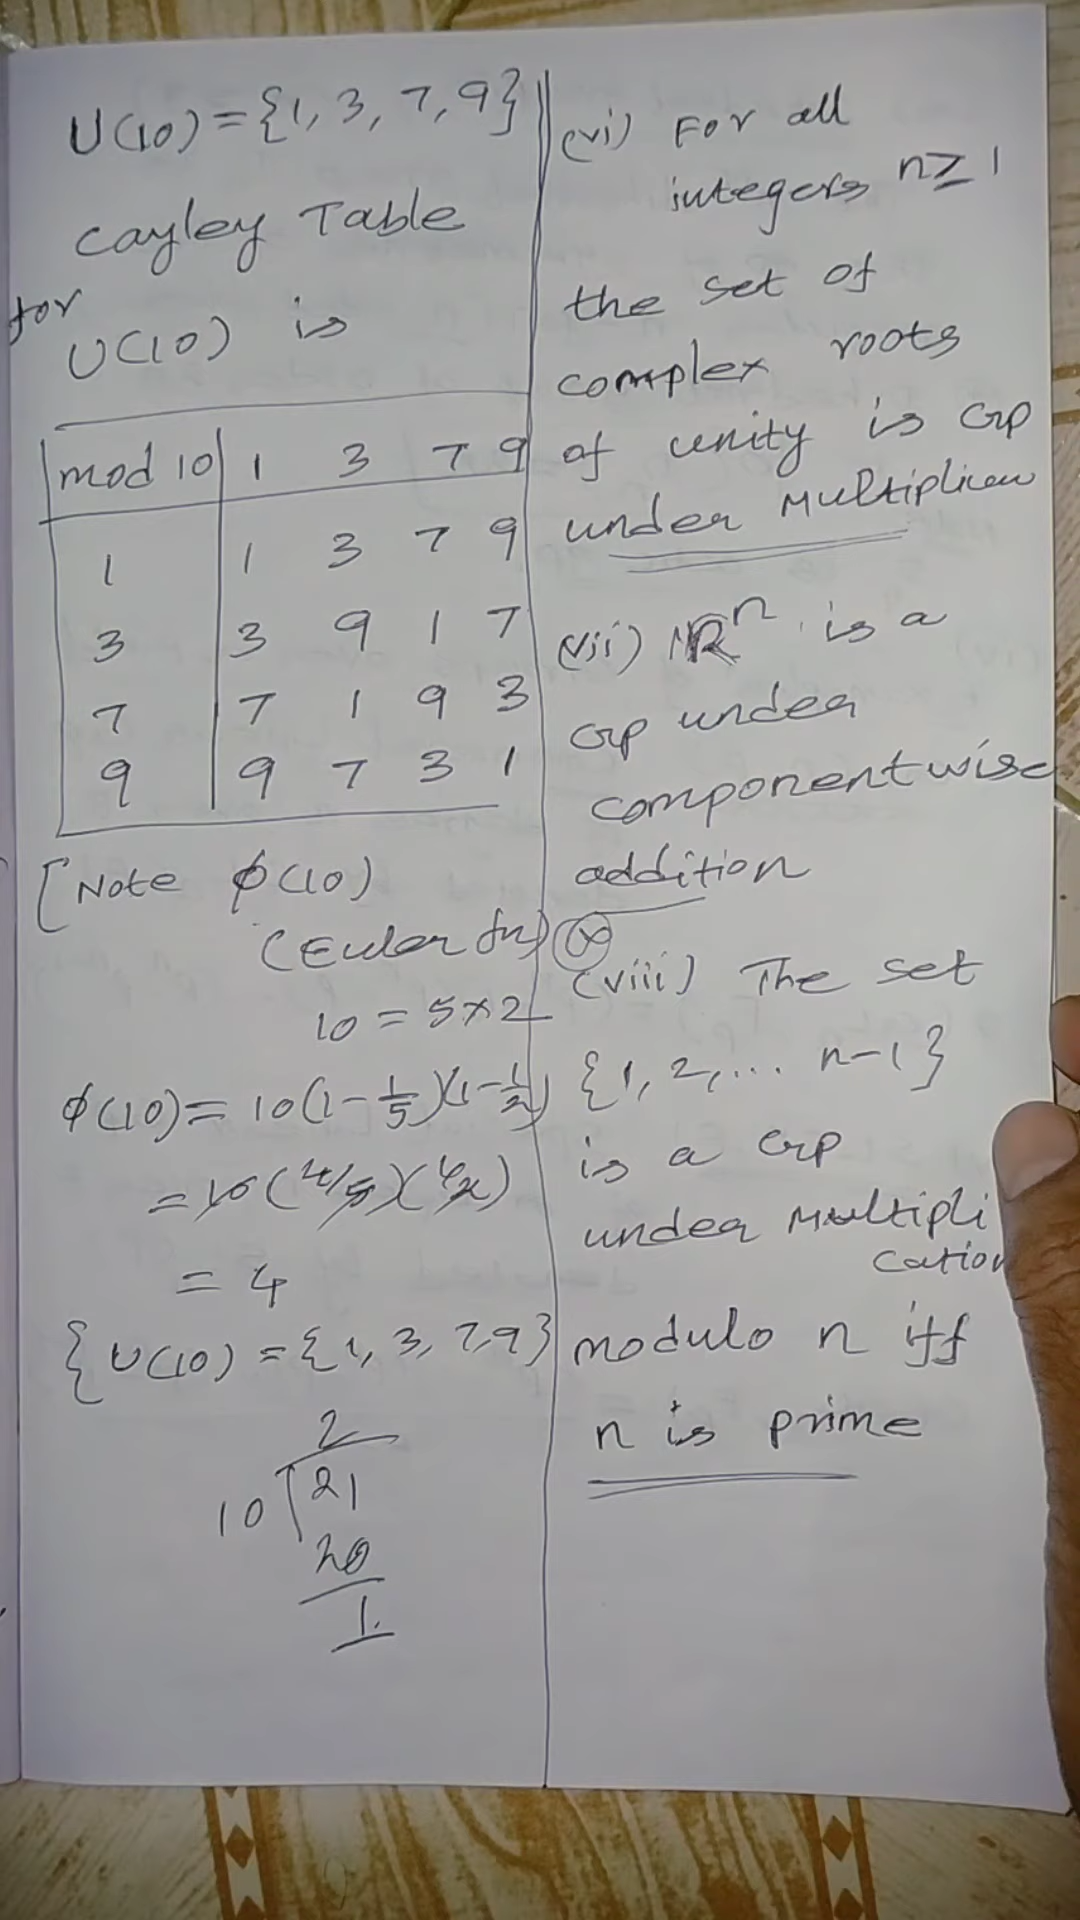 U(10) = {1, 3, 7, 9}
Cayley Table
for
U(10) is
mod 10 1 3 7 9
1 1 3 7 9
3 3 9 1 7
7 7 1 9 3
9 9 7 3 1
[Note φ(10)
(Euler fn)
10 = 5×2
φ(10) = 10(1-1/5)(1-1/2)
= 10(4/5)(1/2)
= 4
{U(10) = {1, 3, 7, 9}
2
10 21
20
1
(vi) For all
integers n ≥ 1
the set of
complex roots
of unity is Grp
under
(vii) ℝⁿ is a
Grp under
componentwise
addition
(viii) The set
{1, 2, ... n-1}
is a Grp
under Multipli
cation
modulo n iff
n is prime